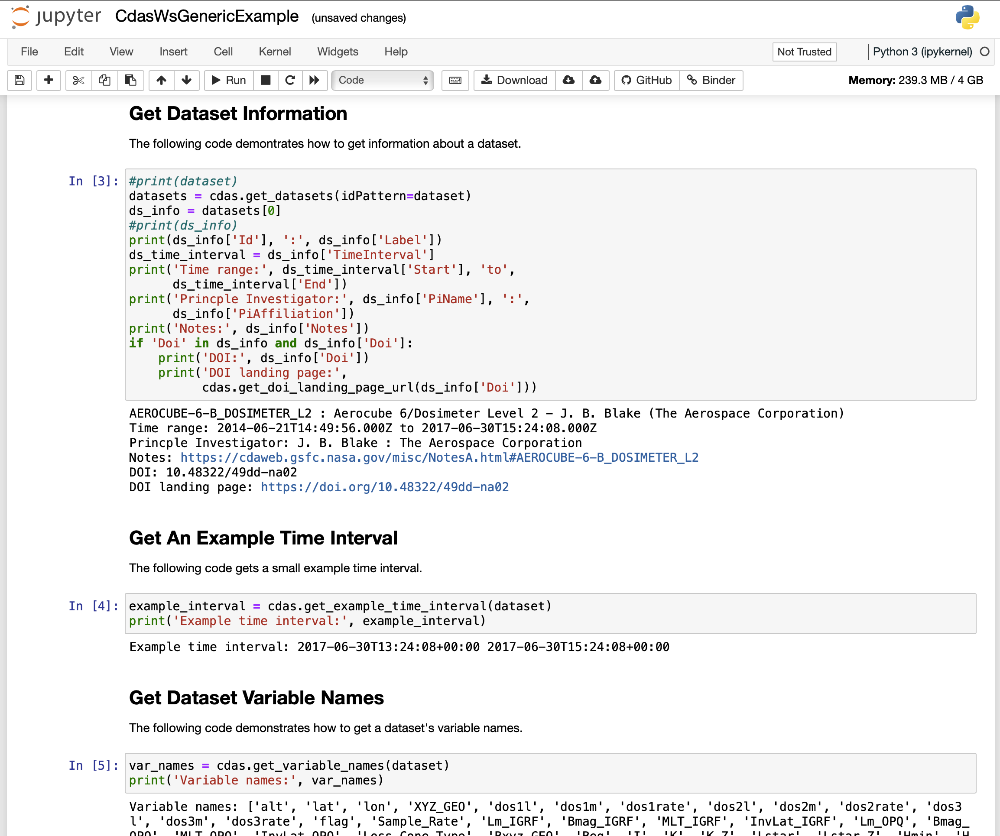 jupyter CdasWsGenericExample (unsaved changes)
File Edit View Insert Cell Kernel Widgets Help Not Trusted Python 3 (ipykernel)
Run Code Download GitHub Binder Memory: 239.3 MB / 4 GB
Get Dataset Information
The following code demontrates how to get information about a dataset.
In [3]: #print(dataset)
datasets = cdas.get_datasets(idPattern=dataset)
ds_info = datasets[0]
#print(ds_info)
print(ds_info['Id'], ':', ds_info['Label'])
ds_time_interval = ds_info['TimeInterval']
print('Time range:', ds_time_interval['Start'], 'to',
      ds_time_interval['End'])
print('Princple Investigator:', ds_info['PiName'], ':',
      ds_info['PiAffiliation'])
print('Notes:', ds_info['Notes'])
if 'Doi' in ds_info and ds_info['Doi']:
    print('DOI:', ds_info['Doi'])
    print('DOI landing page:',
          cdas.get_doi_landing_page_url(ds_info['Doi']))
AEROCUBE-6-B_DOSIMETER_L2 : Aerocube 6/Dosimeter Level 2 - J. B. Blake (The Aerospace Corporation)
Time range: 2014-06-21T14:49:56.000Z to 2017-06-30T15:24:08.000Z
Princple Investigator: J. B. Blake : The Aerospace Corporation
Notes: https://cdaweb.gsfc.nasa.gov/misc/NotesA.html#AEROCUBE-6-B_DOSIMETER_L2
DOI: 10.48322/49dd-na02
DOI landing page: https://doi.org/10.48322/49dd-na02
Get An Example Time Interval
The following code gets a small example time interval.
In [4]: example_interval = cdas.get_example_time_interval(dataset)
print('Example time interval:', example_interval)
Example time interval: 2017-06-30T13:24:08+00:00 2017-06-30T15:24:08+00:00
Get Dataset Variable Names
The following code demonstrates how to get a dataset's variable names.
In [5]: var_names = cdas.get_variable_names(dataset)
print('Variable names:', var_names)
Variable names: ['alt', 'lat', 'lon', 'XYZ_GEO', 'dos1l', 'dos1m', 'dos1rate', 'dos2l', 'dos2m', 'dos2rate', 'dos3
l', 'dos3m', 'dos3rate', 'flag', 'Sample_Rate', 'Lm_IGRF', 'Bmag_IGRF', 'MLT_IGRF', 'InvLat_IGRF', 'Lm_OPQ', 'Bmag_
OPQ', 'MLT_OPQ', 'InvLat_OPQ', 'Loss_Cone_Type', 'Bxyz_GEO', 'Beq', 'I', 'K', 'K_Z', 'Lstar', 'Lstar_Z', 'Hmin', 'H